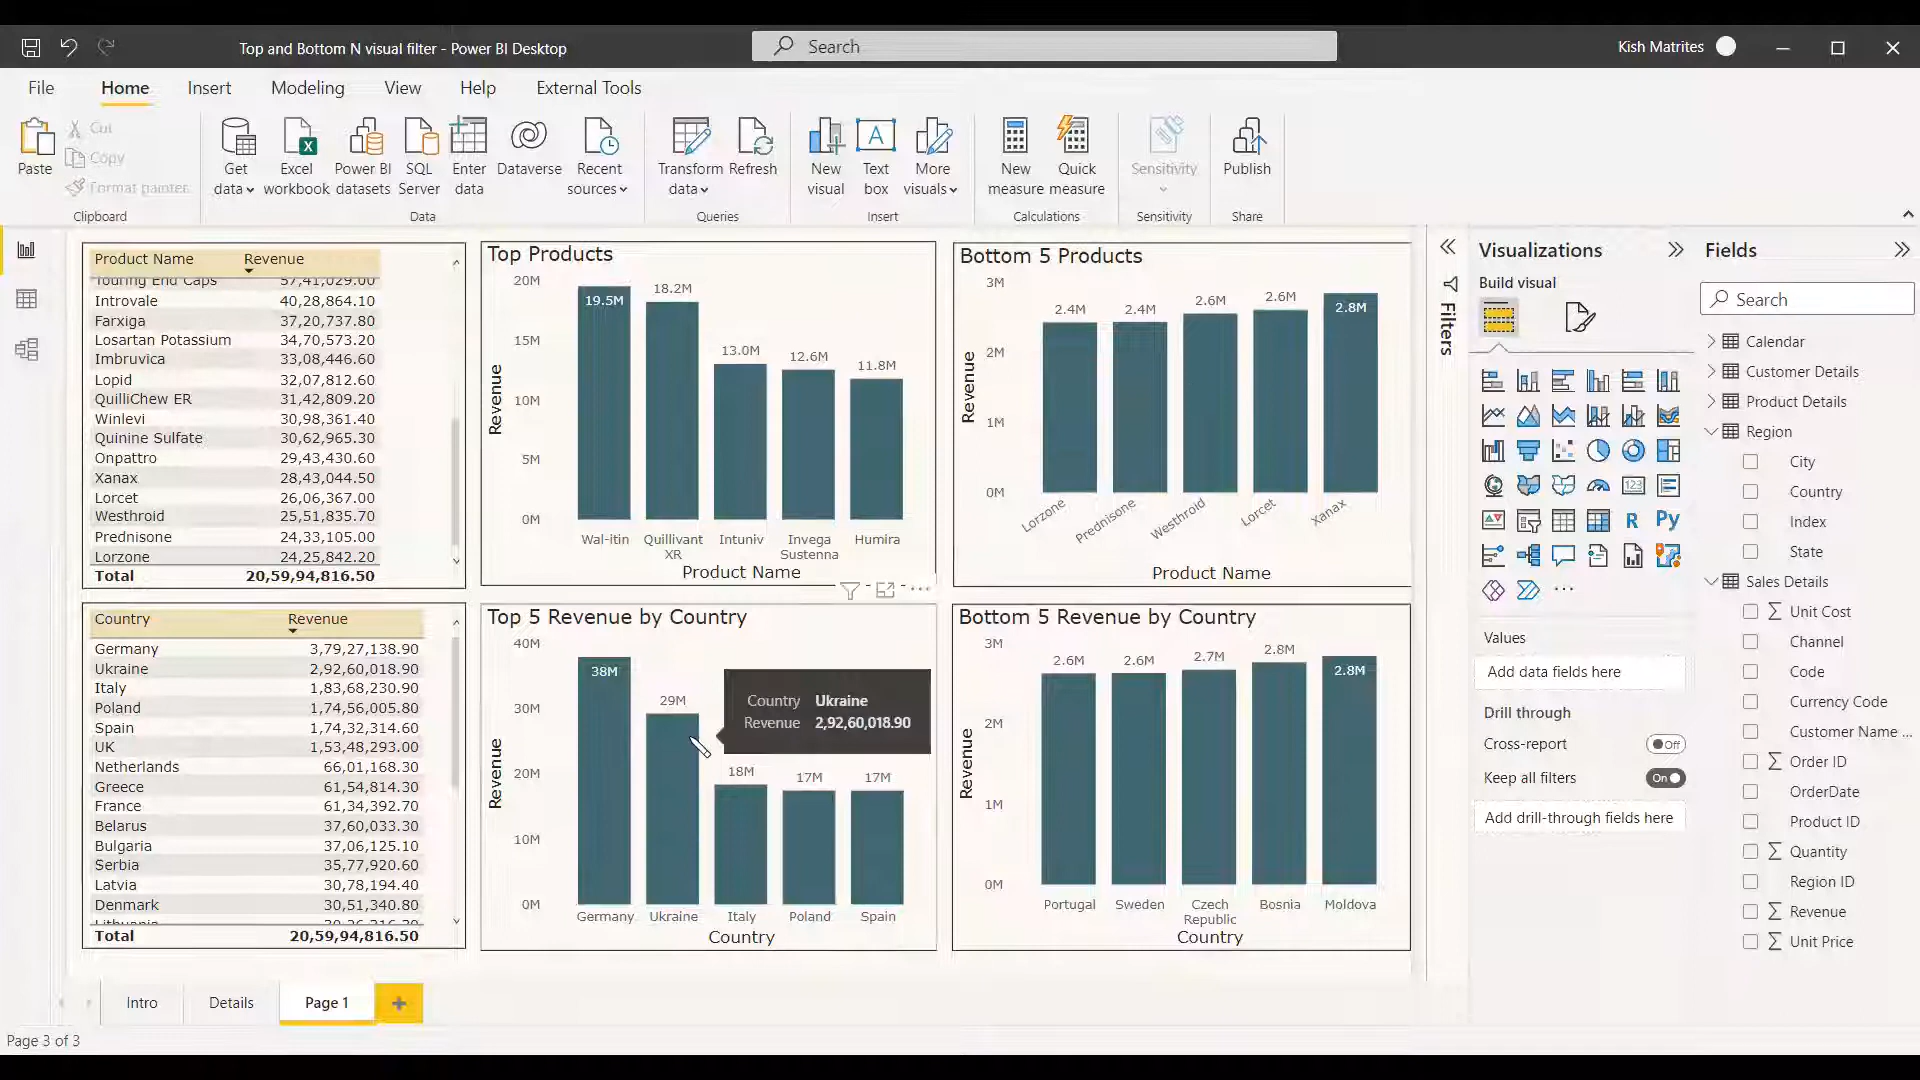 Top and Bottom N visual filter - Power BI Desktop
Search
Kish Matrites
File
Home
Insert
Modeling
View
Help
External Tools
Paste
Cut
Copy
Format painter
Clipboard
Get
data
Excel
workbook
Power BI
datasets
SQL
Server
Enter
data
Dataverse
Recent
sources
Data
Transform
data
Refresh
Queries
New
visual
A
Text
box
More
visuals
Insert
New
measure
Quick
measure
Calculations
Sensitivity
Sensitivity
Publish
Share
Product Name Revenue
Touring End Caps 57,41,029.00
Introvale 40,28,864.10
Farxiga 37,20,737.80
Losartan Potassium 34,70,573.20
Imbruvica 33,08,446.60
Lopid 32,07,812.60
QuilliChew ER 31,42,809.20
Winlevi 30,98,361.40
Quinine Sulfate 30,62,965.30
Onpattro 29,43,430.60
Xanax 28,43,044.50
Lorcet 26,06,367.00
Westhroid 25,51,835.70
Prednisone 24,33,105.00
Lorzone 24,25,842.20
Total 20,59,94,816.50
Top Products
20M
15M
10M
5M
0M
Revenue
19.5M
18.2M
13.0M
12.6M
11.8M
Wal-itin
Quillivant
XR
Intuniv
Invega
Sustenna
Humira
Product Name
Bottom 5 Products
3M
2M
1M
0M
Revenue
2.4M
2.4M
2.6M
2.6M
2.8M
Lorzone
Prednisone
Westhroid
Lorcet
Xanax
Product Name
Country Revenue
Germany 3,79,27,138.90
Ukraine 2,92,60,018.90
Italy 1,83,68,230.90
Poland 1,74,56,005.80
Spain 1,74,32,314.60
UK 1,53,48,293.00
Netherlands 66,01,168.30
Greece 61,54,814.30
France 61,34,392.70
Belarus 37,60,033.30
Bulgaria 37,06,125.10
Serbia 35,77,920.60
Latvia 30,78,194.40
Denmark 30,51,340.80
Lithuania
Total 20,59,94,816.50
Top 5 Revenue by Country
40M
30M
20M
10M
0M
Revenue
38M
29M
18M
17M
17M
Country Ukraine
Revenue 2,92,60,018.90
Germany
Ukraine
Italy
Poland
Spain
Country
Bottom 5 Revenue by Country
3M
2M
1M
0M
Revenue
2.6M
2.6M
2.7M
2.8M
2.8M
Portugal
Sweden
Czech
Republic
Bosnia
Moldova
Country
Filters
Visualizations
Build visual
123
R
Py
Values
Add data fields here
Drill through
Cross-report
Off
Keep all filters
On
Add drill-through fields here
Fields
Search
Calendar
Customer Details
Product Details
Region
City
Country
Index
State
Sales Details
Unit Cost
Channel
Code
Currency Code
Customer Name ...
Order ID
OrderDate
Product ID
Quantity
Region ID
Revenue
Unit Price
Intro
Details
Page 1
Page 3 of 3